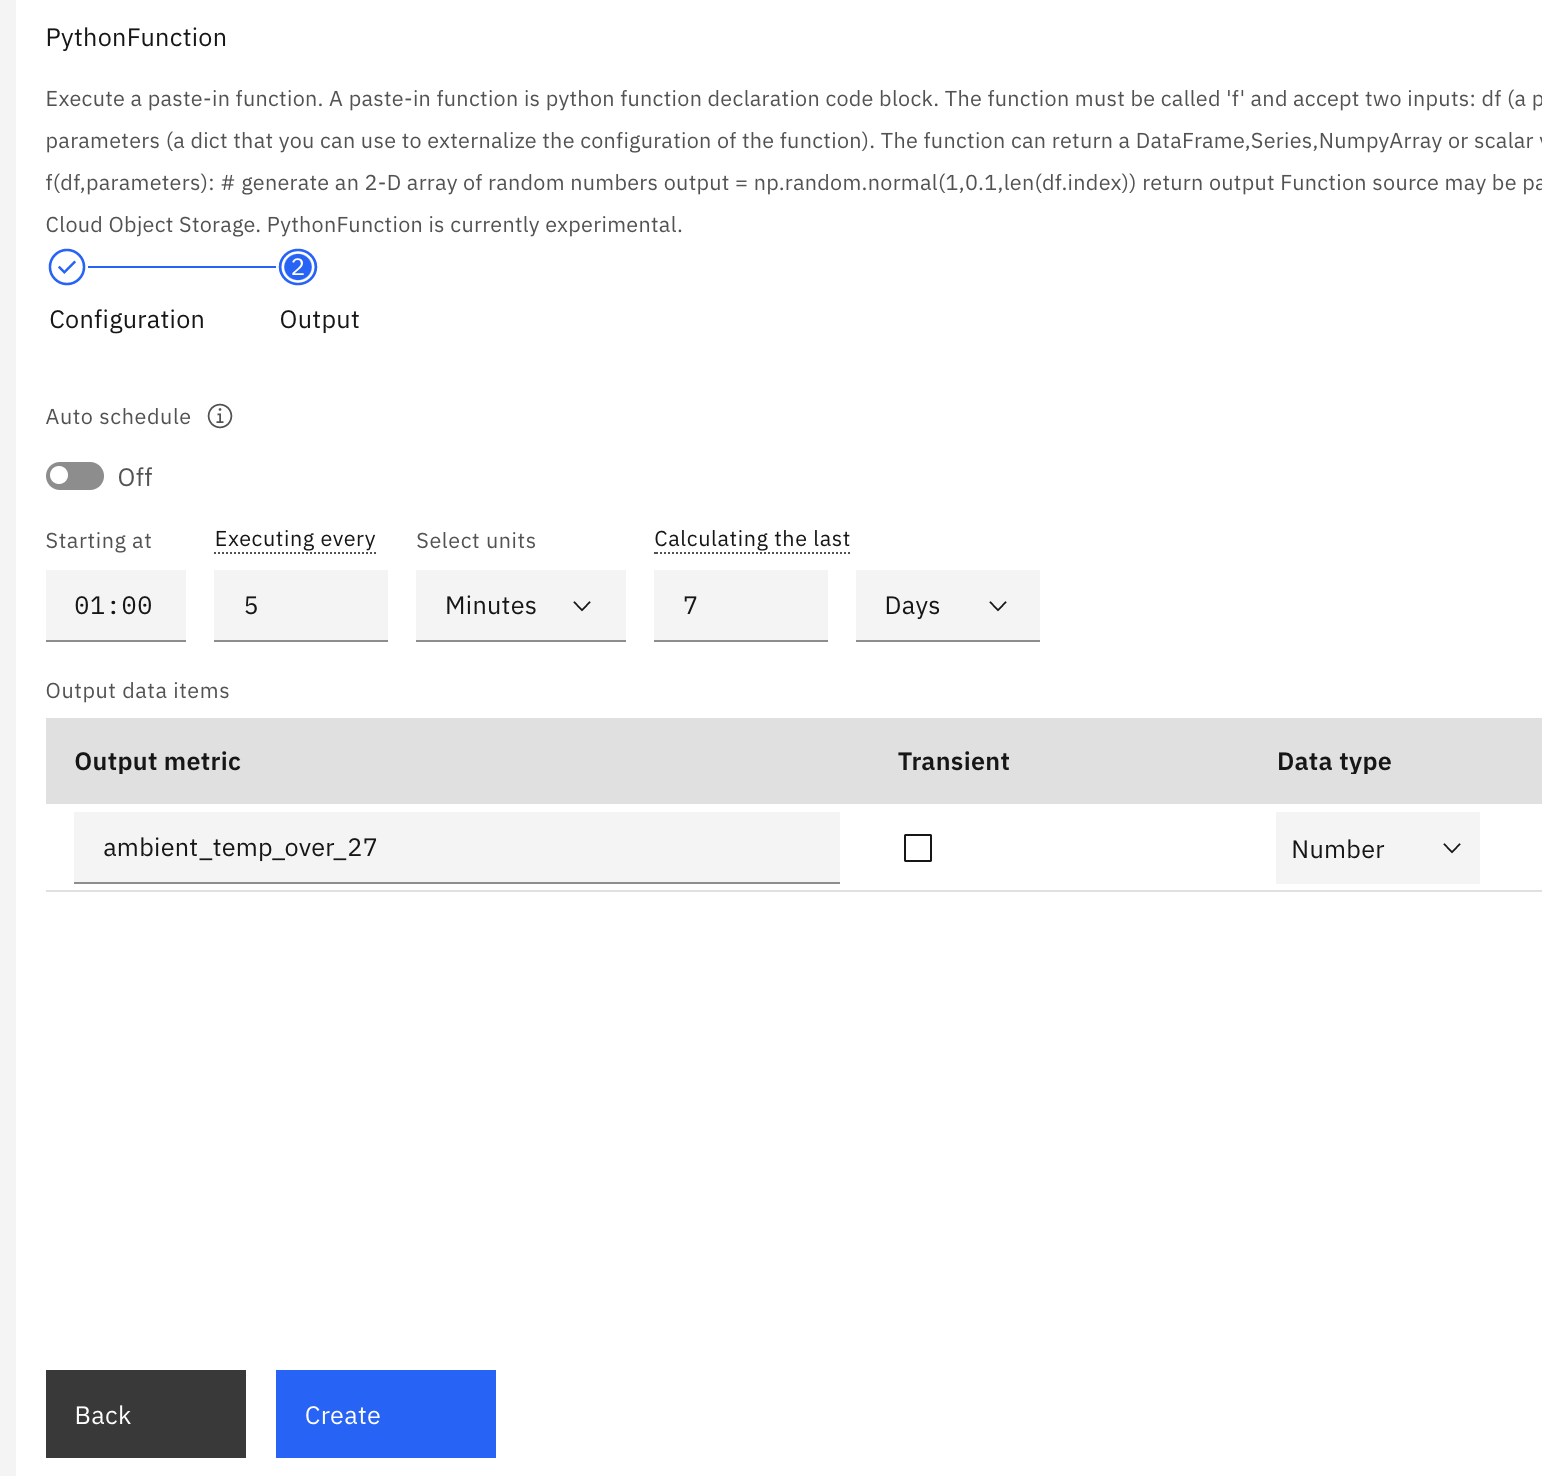 PythonFunction
Execute a paste-in function. A paste-in function is python function declaration code block. The function must be called 'f' and accept two inputs: df (a
parameters (a dict that you can use to externalize the configuration of the function). The function can return a DataFrame,Series,NumpyArray or scalar
f(df,parameters): # generate an 2-D array of random numbers output = np.random.normal(1,0.1,len(df.index)) return output Function source may be
Cloud Object Storage. PythonFunction is currently experimental.
2
Configuration Output
Auto schedule
Off
Starting at Executing every Select units Calculating the last
01:00 5 Minutes 7 Days
Output data items
Output metric Transient Data type
ambient_temp_over_27 Number
Back Create